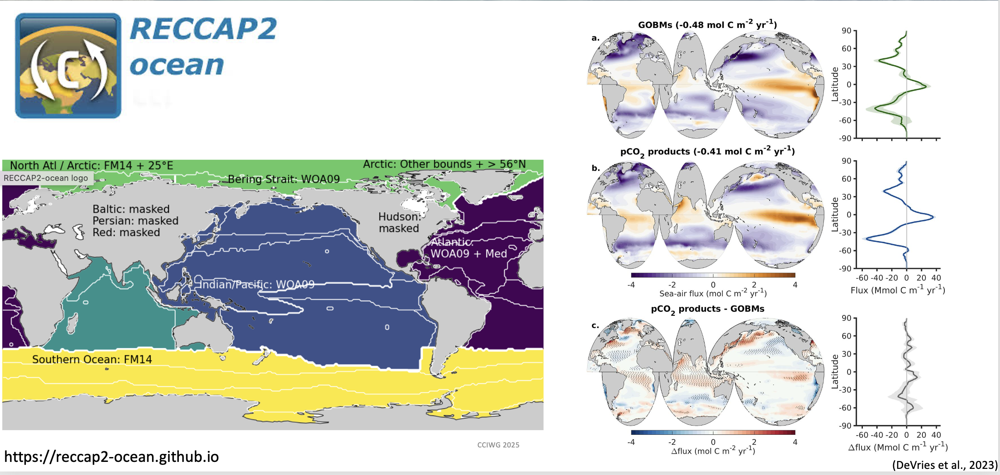 RECCAP2
ocean
C
North Atl / Arctic: FM14 + 25°E
Arctic: Other bounds + > 56°N
RECCAP2-ocean logo
Bering Strait: WOA09
Baltic: masked
Persian: masked
Red: masked
Hudson:
masked
Atlantic:
WOA09 + Med
Indian/Pacific: WOA09
Southern Ocean: FM14
CCIWG 2025
https://reccap2-ocean.github.io
GOBMs (-0.48 mol C m⁻² yr⁻¹)
a.
90
60
30
0
-30
-60
-90
Latitude
pCO₂ products (-0.41 mol C m⁻² yr⁻¹)
b.
-4 -2 0 2 4
Sea-air flux (mol C m⁻² yr⁻¹)
90
60
30
0
-30
-60
-90
Latitude
-60 -40 -20 0 20 40
Flux (Mmol C m⁻¹ yr⁻¹)
pCO₂ products - GOBMs
c.
-4 -2 0 2 4
Δflux (mol C m⁻² yr⁻¹)
90
60
30
0
-30
-60
-90
Latitude
-60 -40 -20 0 20 40
Δflux (Mmol C m⁻¹ yr⁻¹)
(DeVries et al., 2023)